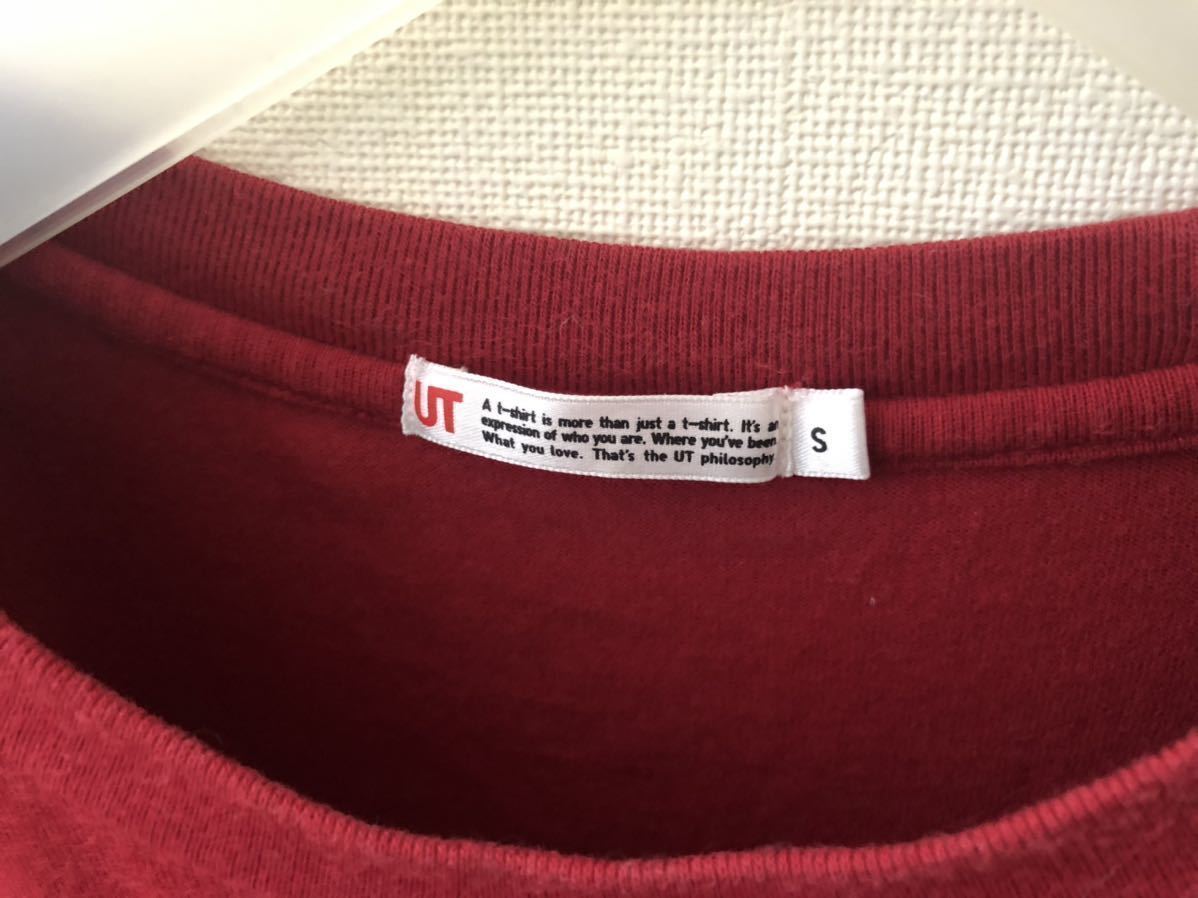 UT
A t-shirt is more than just a t-shirt. It's an
expression of who you are. Where you've been.
What you love. That's the UT philosophy
S